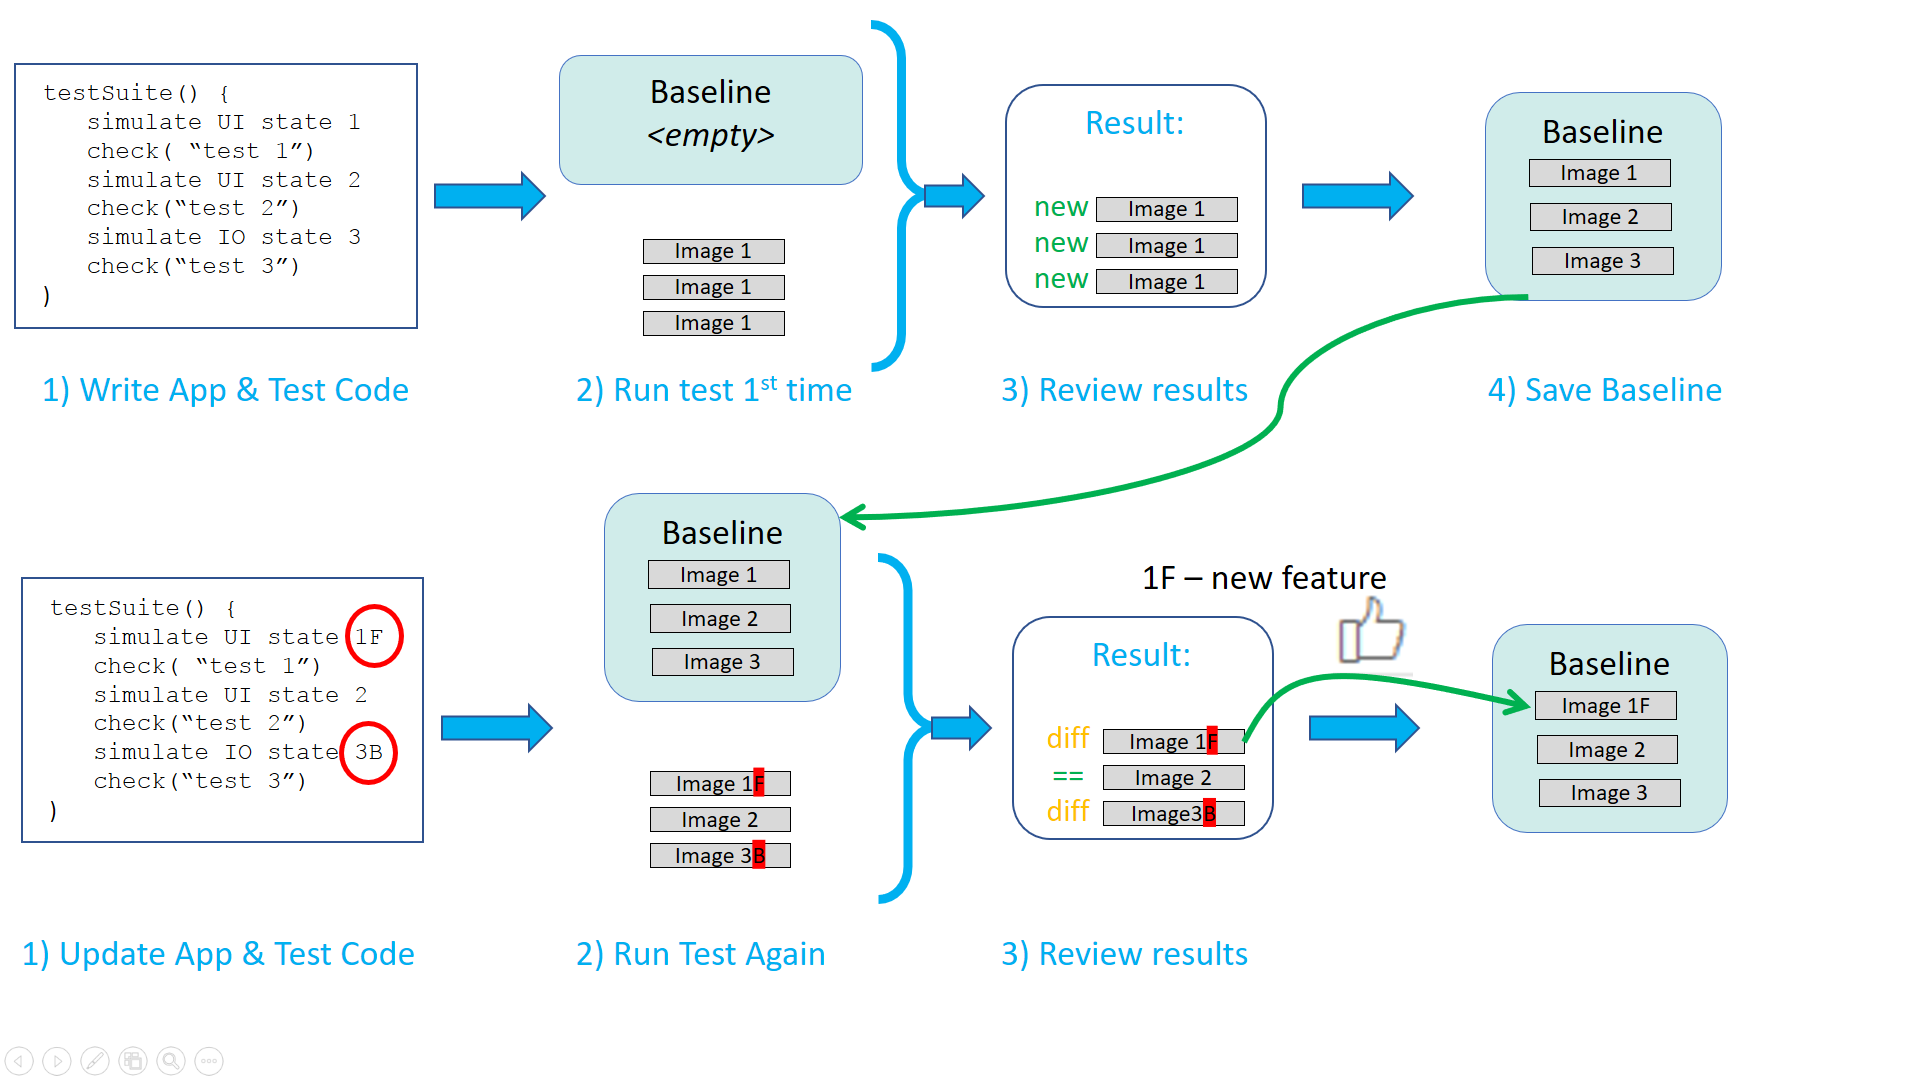 testSuite() {
simulate UI state 1
check( “test 1”)
simulate UI state 2
check(“test 2”)
simulate IO state 3
check(“test 3”)
)
Baseline
<empty>
Image 1
Image 1
Image 1
Result:
new Image 1
new Image 1
new Image 1
Baseline
Image 1
Image 2
Image 3
1) Write App & Test Code
2) Run test 1st time
3) Review results
4) Save Baseline
testSuite() {
simulate UI state 1F
check( “test 1”)
simulate UI state 2
check(“test 2”)
simulate IO state 3B
check(“test 3”)
)
Baseline
Image 1
Image 2
Image 3
Image 1F
Image 2
Image 3B
1F – new feature
Result:
diff Image 1F
== Image 2
diff Image3B
Baseline
Image 1F
Image 2
Image 3
1) Update App & Test Code
2) Run Test Again
3) Review results